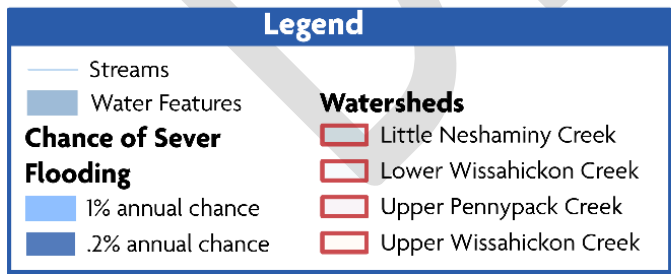 Legend
Streams
Water Features
Chance of Sever
Flooding
1% annual chance
.2% annual chance
Watersheds
Little Neshaminy Creek
Lower Wissahickon Creek
Upper Pennypack Creek
Upper Wissahickon Creek